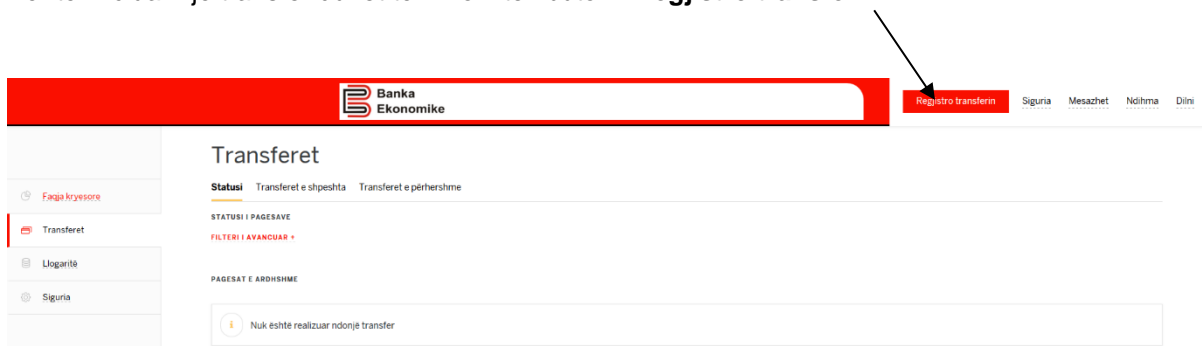 Banka
Ekonomike
Regjistro transferin Siguria Mesazhet Ndihma Dilni
Transferet
Statusi Transferet e shpeshta Transferet e përhershme
Faqja kryesore
STATUSI I PAGESAVE
Transferet
FILTERI I AVANCUAR +
Llogaritë
PAGESAT E ARDHSHME
Siguria
Nuk është realizuar ndonjë transfer